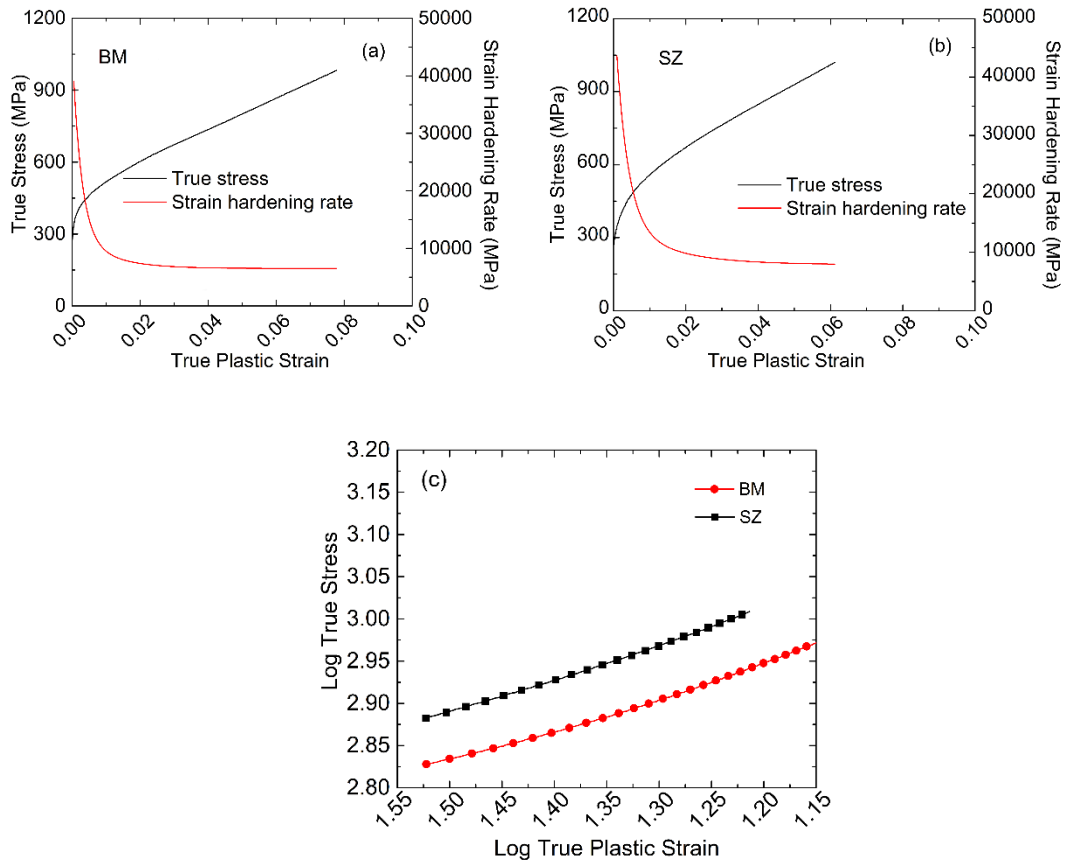 BM
(a)
True Stress (MPa)
1200
900
600
300
0
True stress
Strain hardening rate
50000
40000
30000
20000
10000
0
Strain Hardening Rate (MPa)
0.00
0.02
0.04
0.06
0.08
0.10
True Plastic Strain
SZ
(b)
True Stress (MPa)
1200
1000
800
600
400
200
0
True stress
Strain hardening rate
50000
40000
30000
20000
10000
0
Strain Hardening Rate (MPa)
0.00
0.02
0.04
0.06
0.08
0.10
True Plastic Strain
(c)
BM
SZ
Log True Stress
3.20
3.15
3.10
3.05
3.00
2.95
2.90
2.85
2.80
1.55
1.50
1.45
1.40
1.35
1.30
1.25
1.20
1.15
Log True Plastic Strain